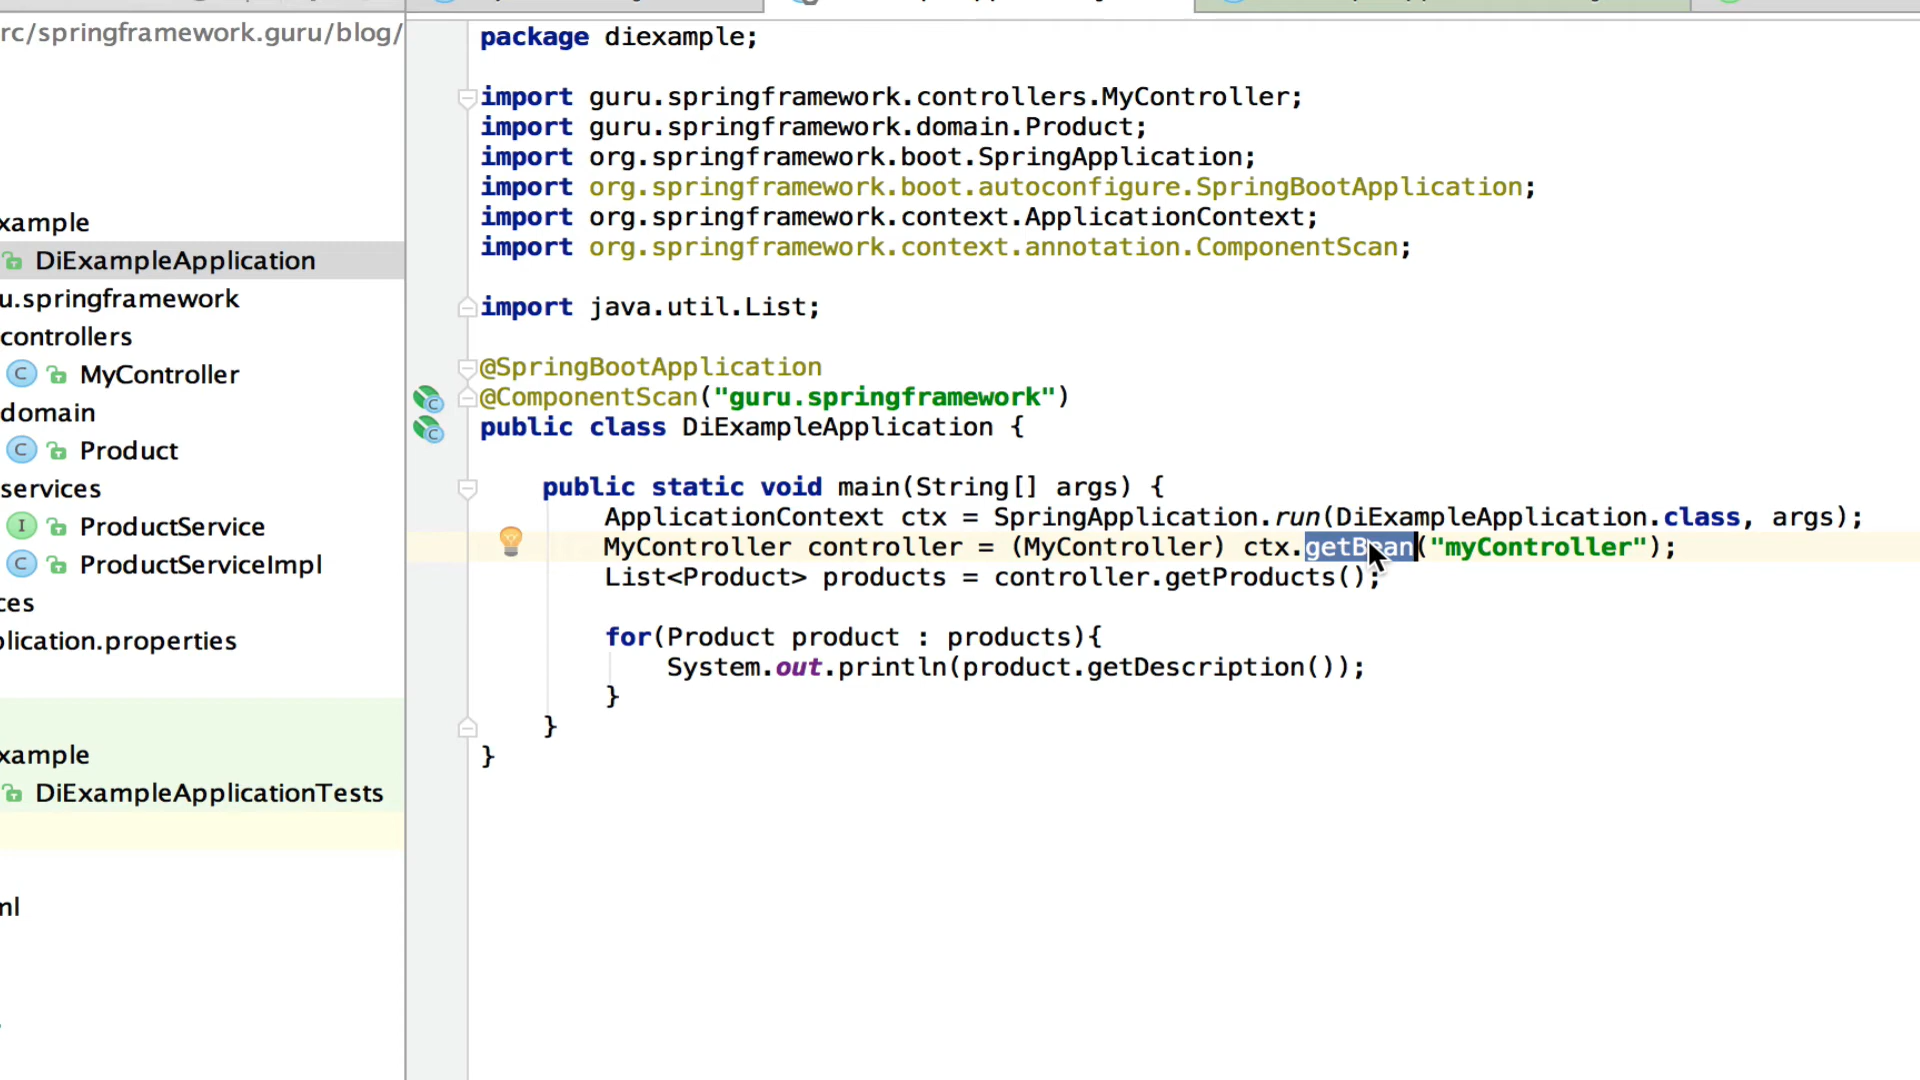 rc/springframework.guru/blog/
xample
DiExampleApplication
u.springframework
controllers
C MyController
domain
C Product
services
I ProductService
C ProductServiceImpl
ces
plication.properties
xample
DiExampleApplicationTests
ml
package diexample;
import guru.springframework.controllers.MyController;
import guru.springframework.domain.Product;
import org.springframework.boot.SpringApplication;
import org.springframework.boot.autoconfigure.SpringBootApplication;
import org.springframework.context.ApplicationContext;
import org.springframework.context.annotation.ComponentScan;
import java.util.List;
@SpringBootApplication
@ComponentScan("guru.springframework")
public class DiExampleApplication {
public static void main(String[] args) {
ApplicationContext ctx = SpringApplication.run(DiExampleApplication.class, args);
MyController controller = (MyController) ctx.getBean("myController");
List<Product> products = controller.getProducts();
for(Product product : products){
System.out.println(product.getDescription());
}
}
}